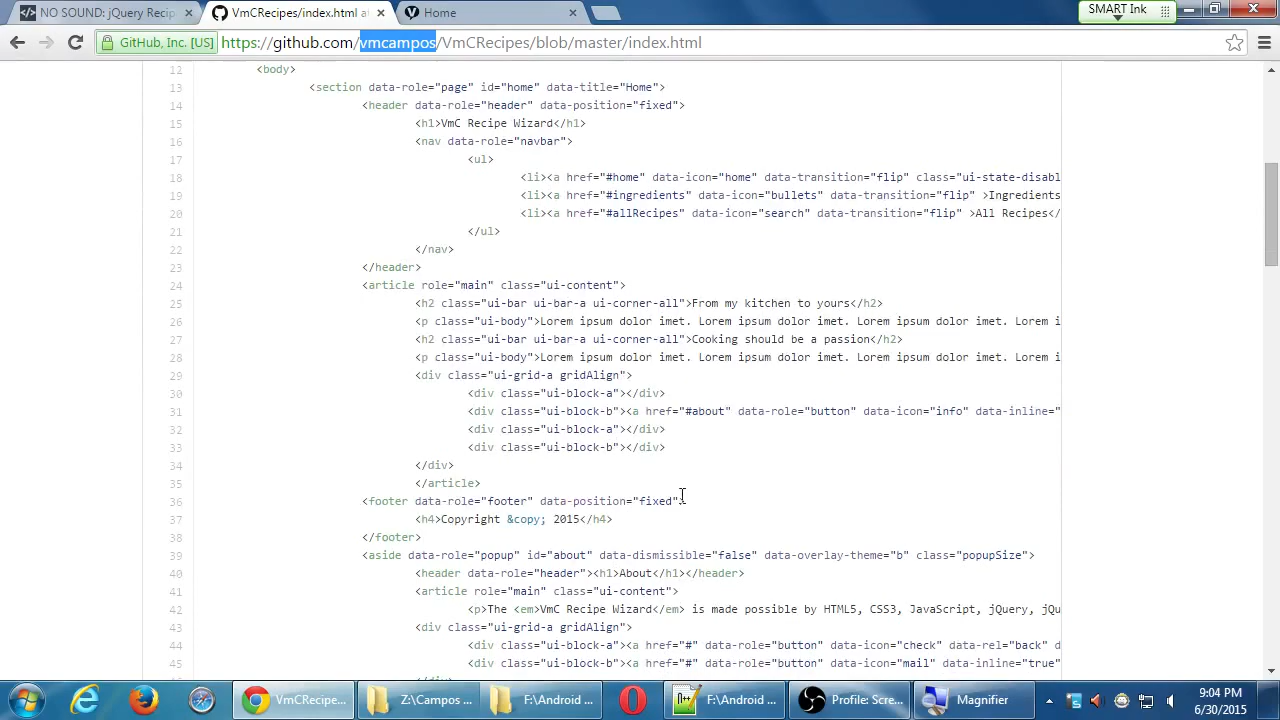 NO SOUND: jQuery Recip
VmCRecipes/index.html at
Home
SMART Ink
GitHub, Inc. [US]
https://github.com/vmcampos/VmCRecipes/blob/master/index.html
12 <body>
13 <section data-role="page" id="home" data-title="Home">
14 <header data-role="header" data-position="fixed">
15 <h1>VmC Recipe Wizard</h1>
16 <nav data-role="navbar">
17 <ul>
18 <li><a href="#home" data-icon="home" data-transition="flip" class="ui-state-disabl
19 <li><a href="#ingredients" data-icon="bullets" data-transition="flip" >Ingredients
20 <li><a href="#allRecipes" data-icon="search" data-transition="flip" >All Recipes</
21 </ul>
22 </nav>
23 </header>
24 <article role="main" class="ui-content">
25 <h2 class="ui-bar ui-bar-a ui-corner-all">From my kitchen to yours</h2>
26 <p class="ui-body">Lorem ipsum dolor imet. Lorem ipsum dolor imet. Lorem ipsum dolor imet. Lorem i
27 <h2 class="ui-bar ui-bar-a ui-corner-all">Cooking should be a passion</h2>
28 <p class="ui-body">Lorem ipsum dolor imet. Lorem ipsum dolor imet. Lorem ipsum dolor imet. Lorem i
29 <div class="ui-grid-a gridAlign">
30 <div class="ui-block-a"></div>
31 <div class="ui-block-b"><a href="#about" data-role="button" data-icon="info" data-inline="
32 <div class="ui-block-a"></div>
33 <div class="ui-block-b"></div>
34 </div>
35 </article>
36 <footer data-role="footer" data-position="fixed">
37 <h4>Copyright &copy; 2015</h4>
38 </footer>
39 <aside data-role="popup" id="about" data-dismissible="false" data-overlay-theme="b" class="popupSize">
40 <header data-role="header"><h1>About</h1></header>
41 <article role="main" class="ui-content">
42 <p>The <em>VmC Recipe Wizard</em> is made possible by HTML5, CSS3, JavaScript, jQuery, jQu
43 <div class="ui-grid-a gridAlign">
44 <div class="ui-block-a"><a href="#" data-role="button" data-icon="check" data-rel="back" d
45 <div class="ui-block-b"><a href="#" data-role="button" data-icon="mail" data-inline="true"
VmCRecipe...
Z:\Campos ...
F:\Android ...
F:\Android ...
Profile: Scre...
Magnifier
9:04 PM
6/30/2015